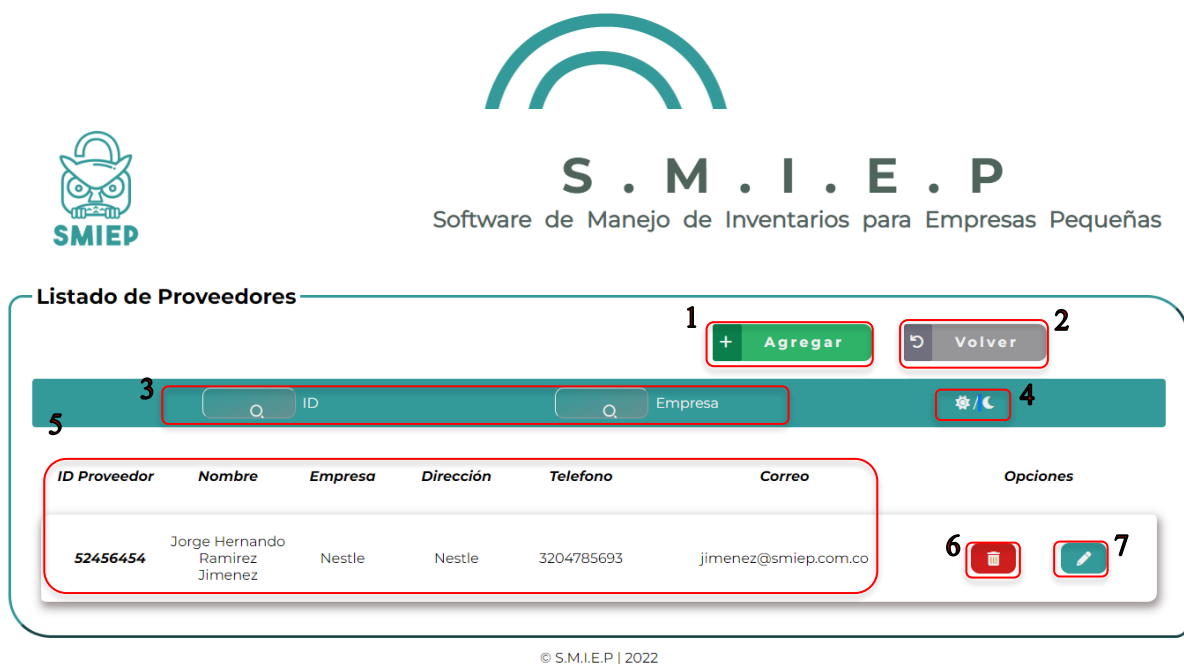 SMIEP
S . M . I . E . P
Software de Manejo de Inventarios para Empresas Pequeñas
Listado de Proveedores
1
+ Agregar
2
Volver
3
ID
Empresa
/
4
5
ID Proveedor Nombre Empresa Dirección Telefono Correo Opciones
52456454 Jorge Hernando Ramirez Jimenez Nestle Nestle 3204785693 jimenez@smiep.com.co
6
7
© S.M.I.E.P | 2022